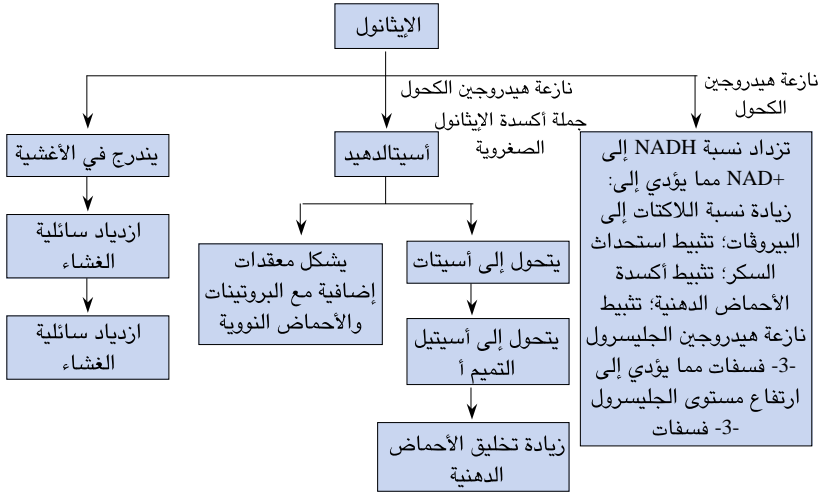 الإيثانول
نازعة هيدروجين
الكحول
نازعة هيدروجين الكحول
جملة أكسدة الإيثانول
الصغروية
تزداد نسبة NADH إلى
NAD+ مما يؤدي إلى:
زيادة نسبة اللاكتات إلى
البيروڤات؛ تثبيط استحداث
السكر؛ تثبيط أكسدة
الأحماض الدهنية؛ تثبيط
نازعة هيدروجين الجليسرول
-3- فسفات مما يؤدي إلى
ارتفاع مستوى الجليسرول
-3- فسفات
أسيتالدهيد
يندرج في الأغشية
يتحول إلى أسيتات
يشكل معقدات
إضافية مع البروتينات
والأحماض النووية
ازدياد سائلية
الغشاء
يتحول إلى أسيتيل
التميم أ
ازدياد سائلية
الغشاء
زيادة تخليق الأحماض
الدهنية